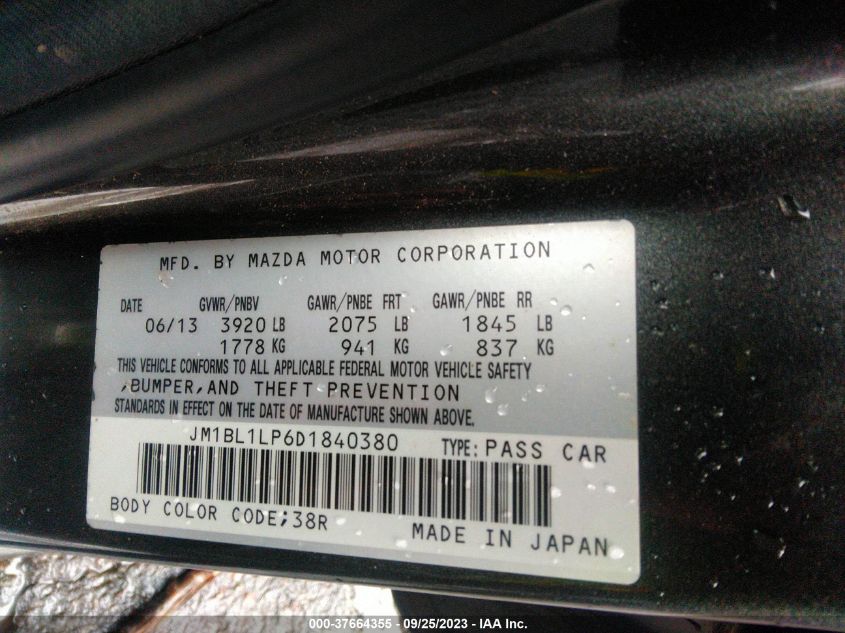 MFD. BY MAZDA MOTOR CORPORATION
DATE GVWR/PNBV GAWR/PNBE FRT GAWR/PNBE RR
06/13 3920 LB 2075 LB 1845 LB
1778 KG 941 KG 837 KG
THIS VEHICLE CONFORMS TO ALL APPLICABLE FEDERAL MOTOR VEHICLE SAFETY
,BUMPER,AND THEFT PREVENTION
STANDARDS IN EFFECT ON THE DATE OF MANUFACTURE SHOWN ABOVE.
JM1BL1LP6D1840380 TYPE: PASS CAR
BODY COLOR CODE;38R MADE IN JAPAN
000-37664355 - 09/25/2023 - IAA Inc.